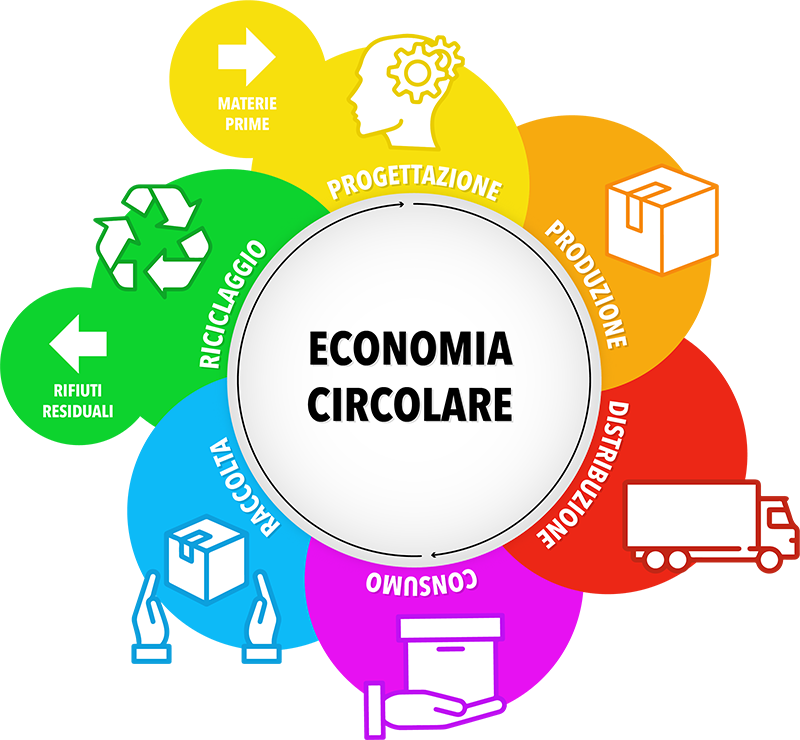 MATERIE
PRIME
PROGETTAZIONE
PRODUZIONE
DISTRIBUZIONE
CONSUMO
RACCOLTA
RICICLAGGIO
RIFIUTI
RESIDUALI
ECONOMIA
CIRCOLARE